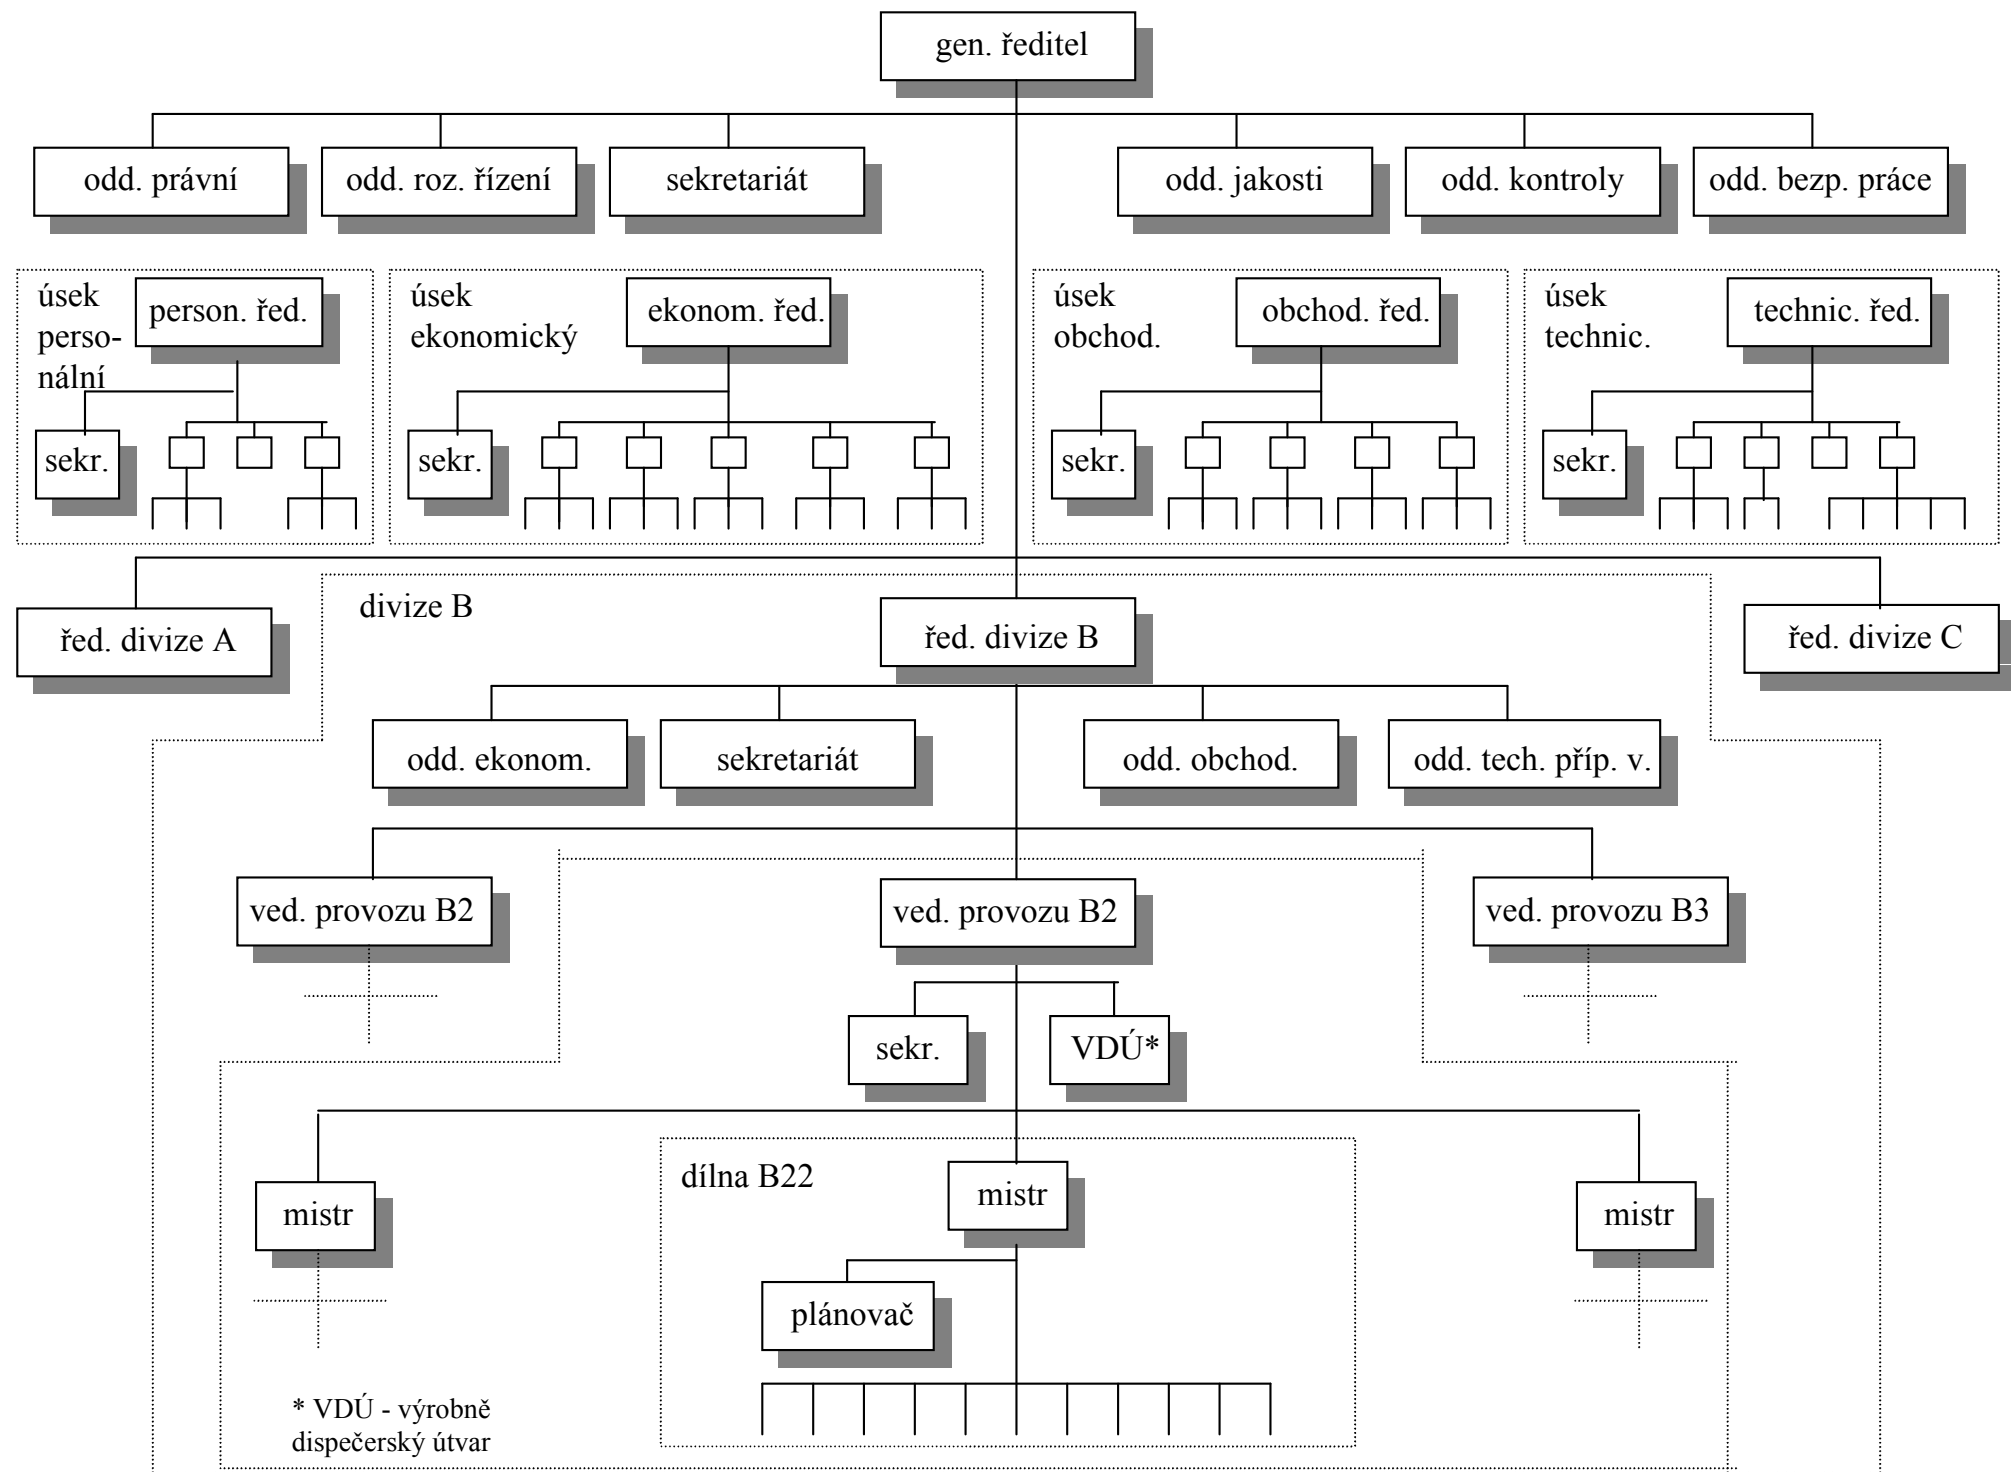 gen. ředitel
odd. právní
odd. roz. řízení
sekretariát
odd. jakosti
odd. kontroly
odd. bezp. práce
úsek
perso-
nální
person. řed.
sekr.
úsek
ekonomický
ekonom. řed.
sekr.
úsek
obchod.
obchod. řed.
sekr.
úsek
technic.
technic. řed.
sekr.
řed. divize A
divize B
řed. divize B
řed. divize C
odd. ekonom.
sekretariát
odd. obchod.
odd. tech. příp. v.
ved. provozu B2
ved. provozu B2
ved. provozu B3
sekr.
VDÚ*
mistr
dílna B22
mistr
mistr
plánovač
* VDÚ - výrobně
dispečerský útvar